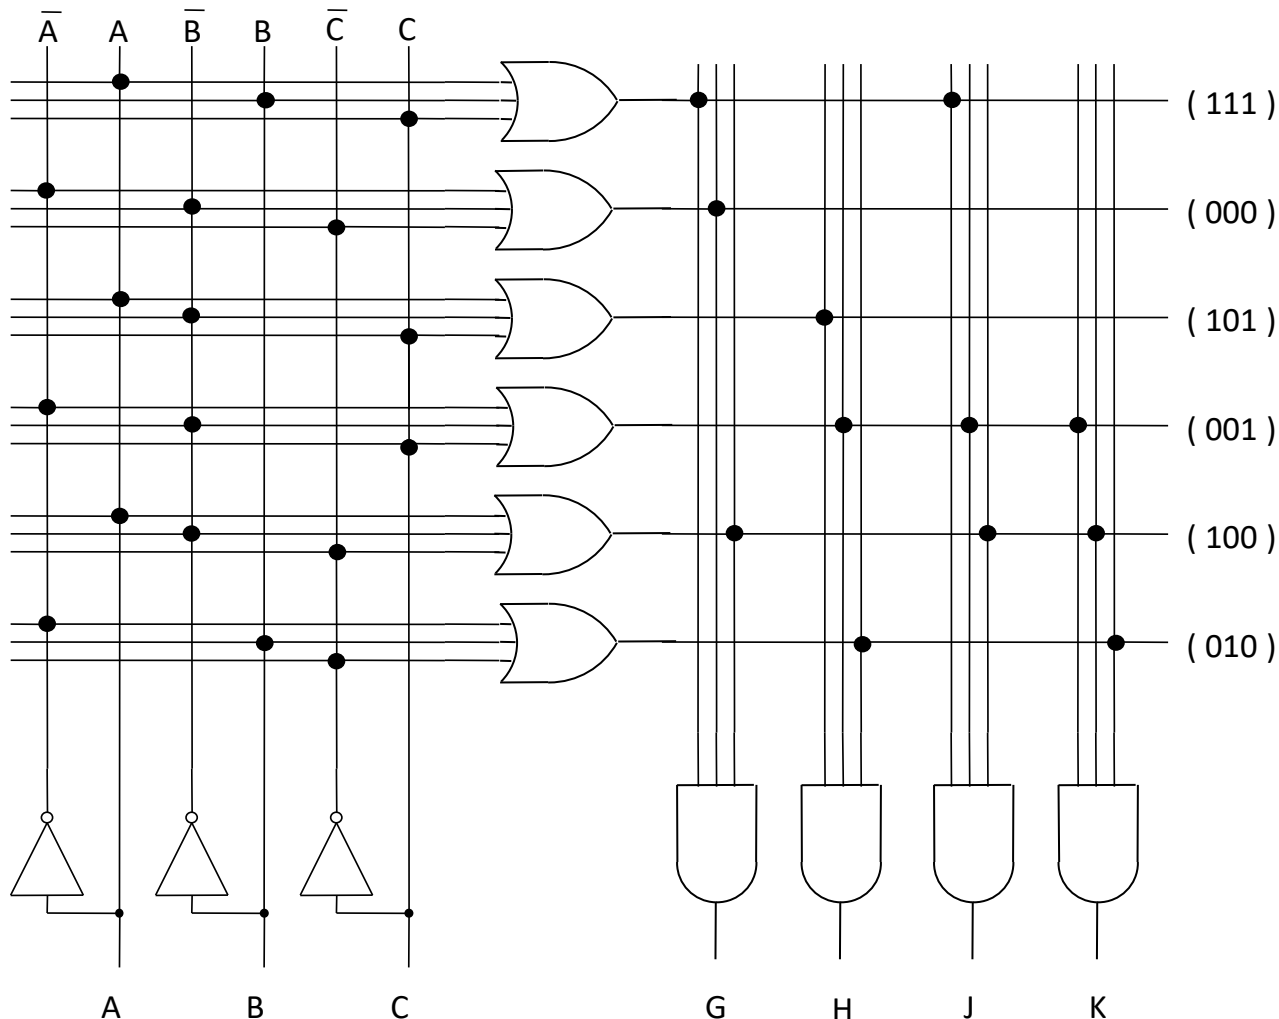 A̅ A B̅ B C̅ C
( 111 )
( 000 )
( 101 )
( 001 )
( 100 )
( 010 )
A B C G H J K